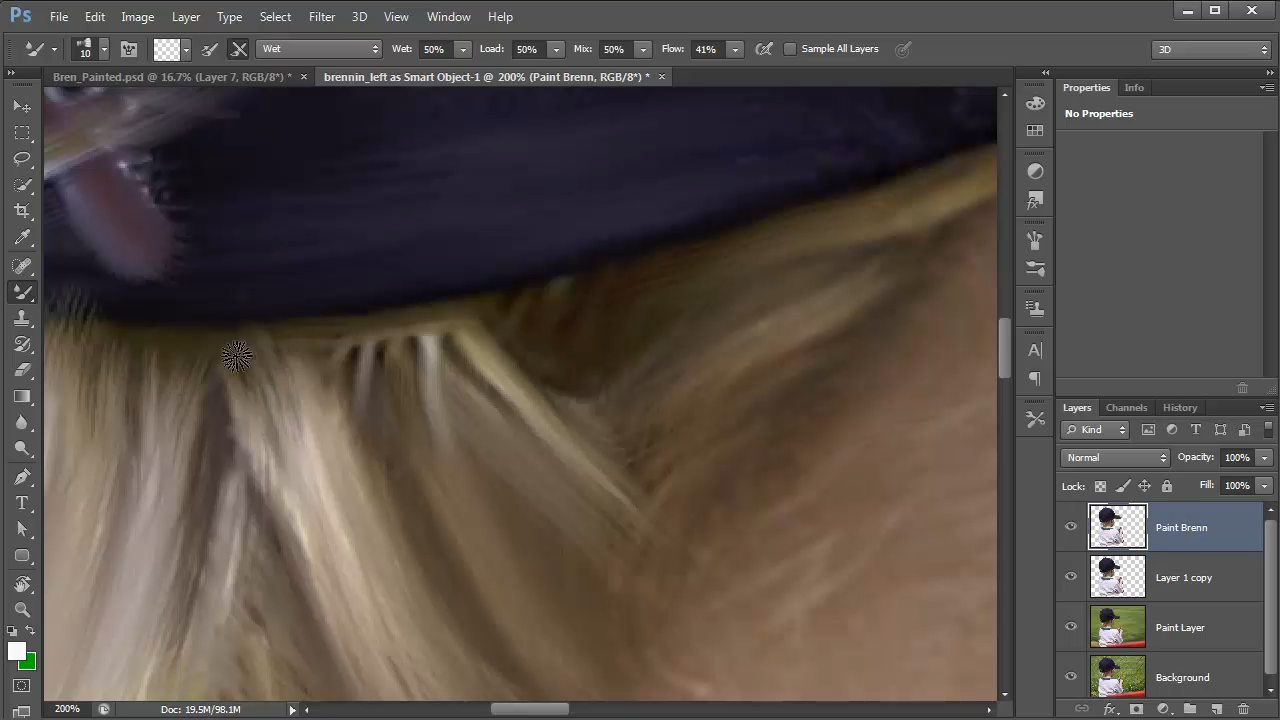 Ps File Edit Image Layer Type Select Filter 3D View Window Help
10 Wet Wet: 50% Load: 50% Mix: 50% Flow: 41% Sample All Layers 3D
Bren_Painted.psd @ 16.7% (Layer 7, RGB/8*) * × brennin_left as Smart Object-1 @ 200% (Paint Brenn, RGB/8*) * ×
Properties Info
No Properties
Layers Channels History
Kind
Normal Opacity: 100%
Lock: Fill: 100%
Paint Brenn
Layer 1 copy
Paint Layer
Background
200% Doc: 19.5M/98.1M